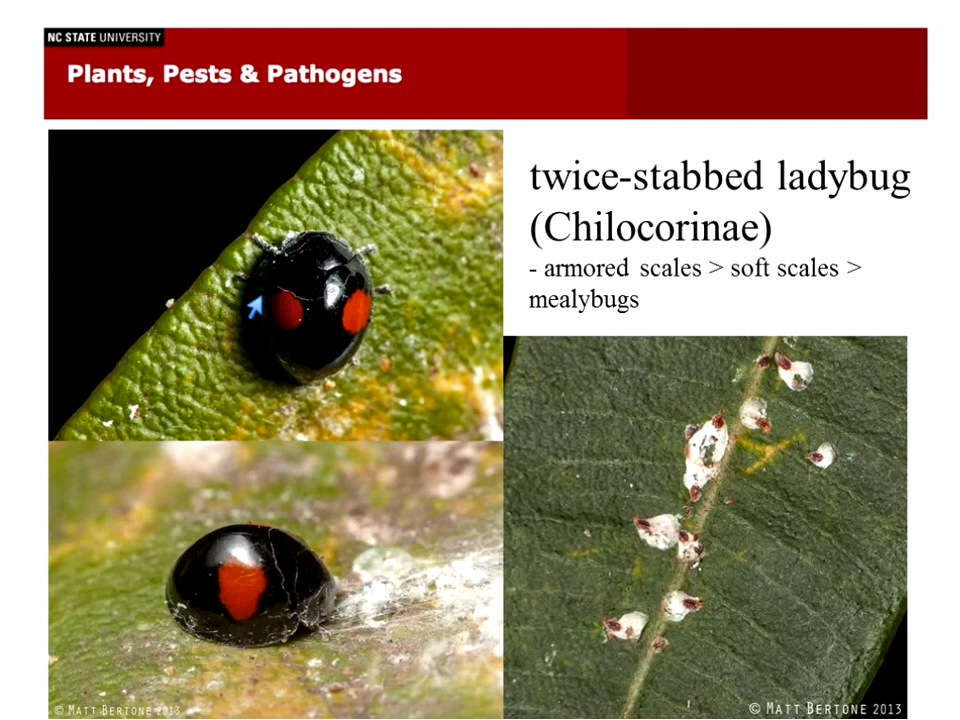 NC STATE UNIVERSITY
Plants, Pests & Pathogens
twice-stabbed ladybug
(Chilocorinae)
- armored scales > soft scales >
mealybugs
© MATT BERTONE 2013
© MATT BERTONE 2013